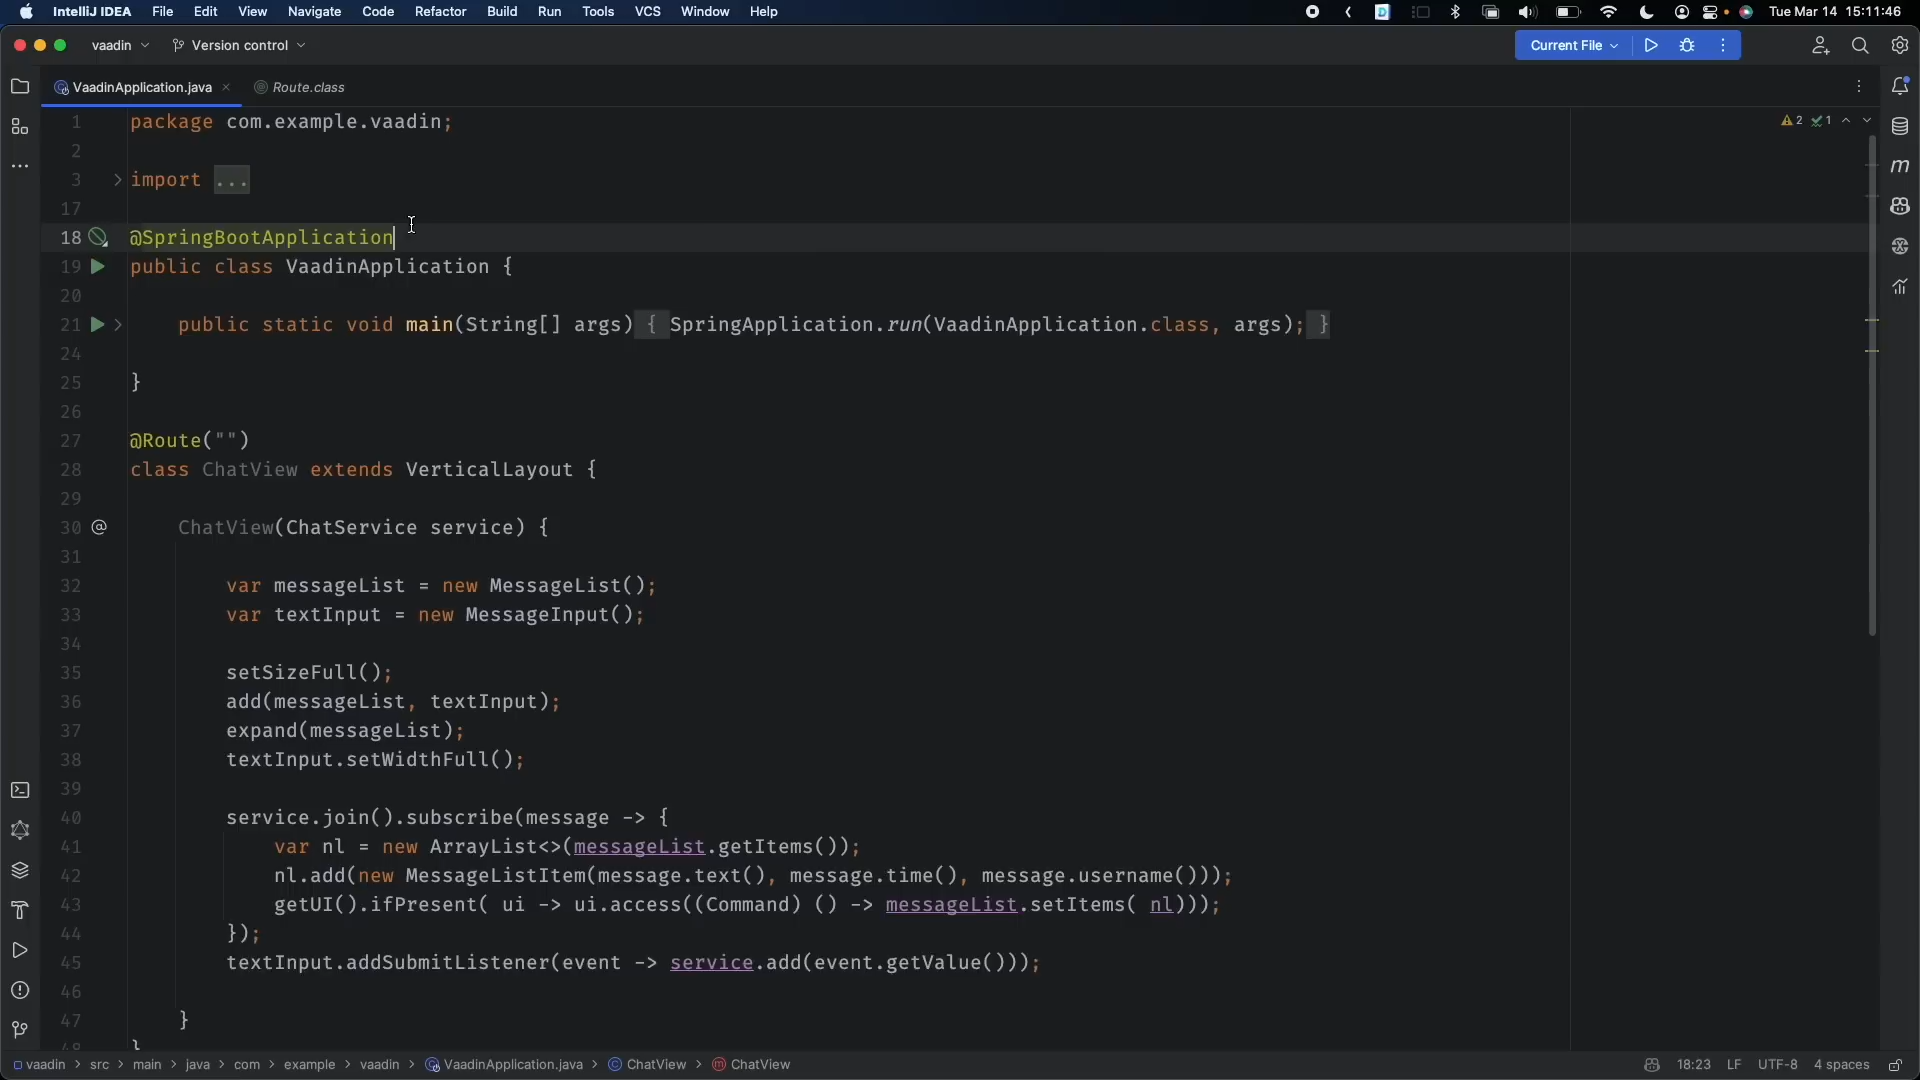 IntelliJ IDEA File Edit View Navigate Code Refactor Build Run Tools VCS Window Help Tue Mar 14 15:11:46
vaadin Version control Current File
VaadinApplication.java Route.class
1 package com.example.vaadin;
2 1
2
3 import ...
17
18 @SpringBootApplication
19 public class VaadinApplication {
20
21 public static void main(String[] args) { SpringApplication.run(VaadinApplication.class, args); }
24
25 }
26
27 @Route("")
28 class ChatView extends VerticalLayout {
29
30 @ ChatView(ChatService service) {
31
32 var messageList = new MessageList();
33 var textInput = new MessageInput();
34
35 setSizeFull();
36 add(messageList, textInput);
37 expand(messageList);
38 textInput.setWidthFull();
39
40 service.join().subscribe(message -> {
41 var nl = new ArrayList<>(messageList.getItems());
42 nl.add(new MessageListItem(message.text(), message.time(), message.username()));
43 getUI().ifPresent( ui -> ui.access((Command) () -> messageList.setItems( nl)));
44 });
45 textInput.addSubmitListener(event -> service.add(event.getValue()));
46
47 }
48 }
vaadin > src > main > java > com > example > vaadin > VaadinApplication.java > ChatView > ChatView 18:23 LF UTF-8 4 spaces